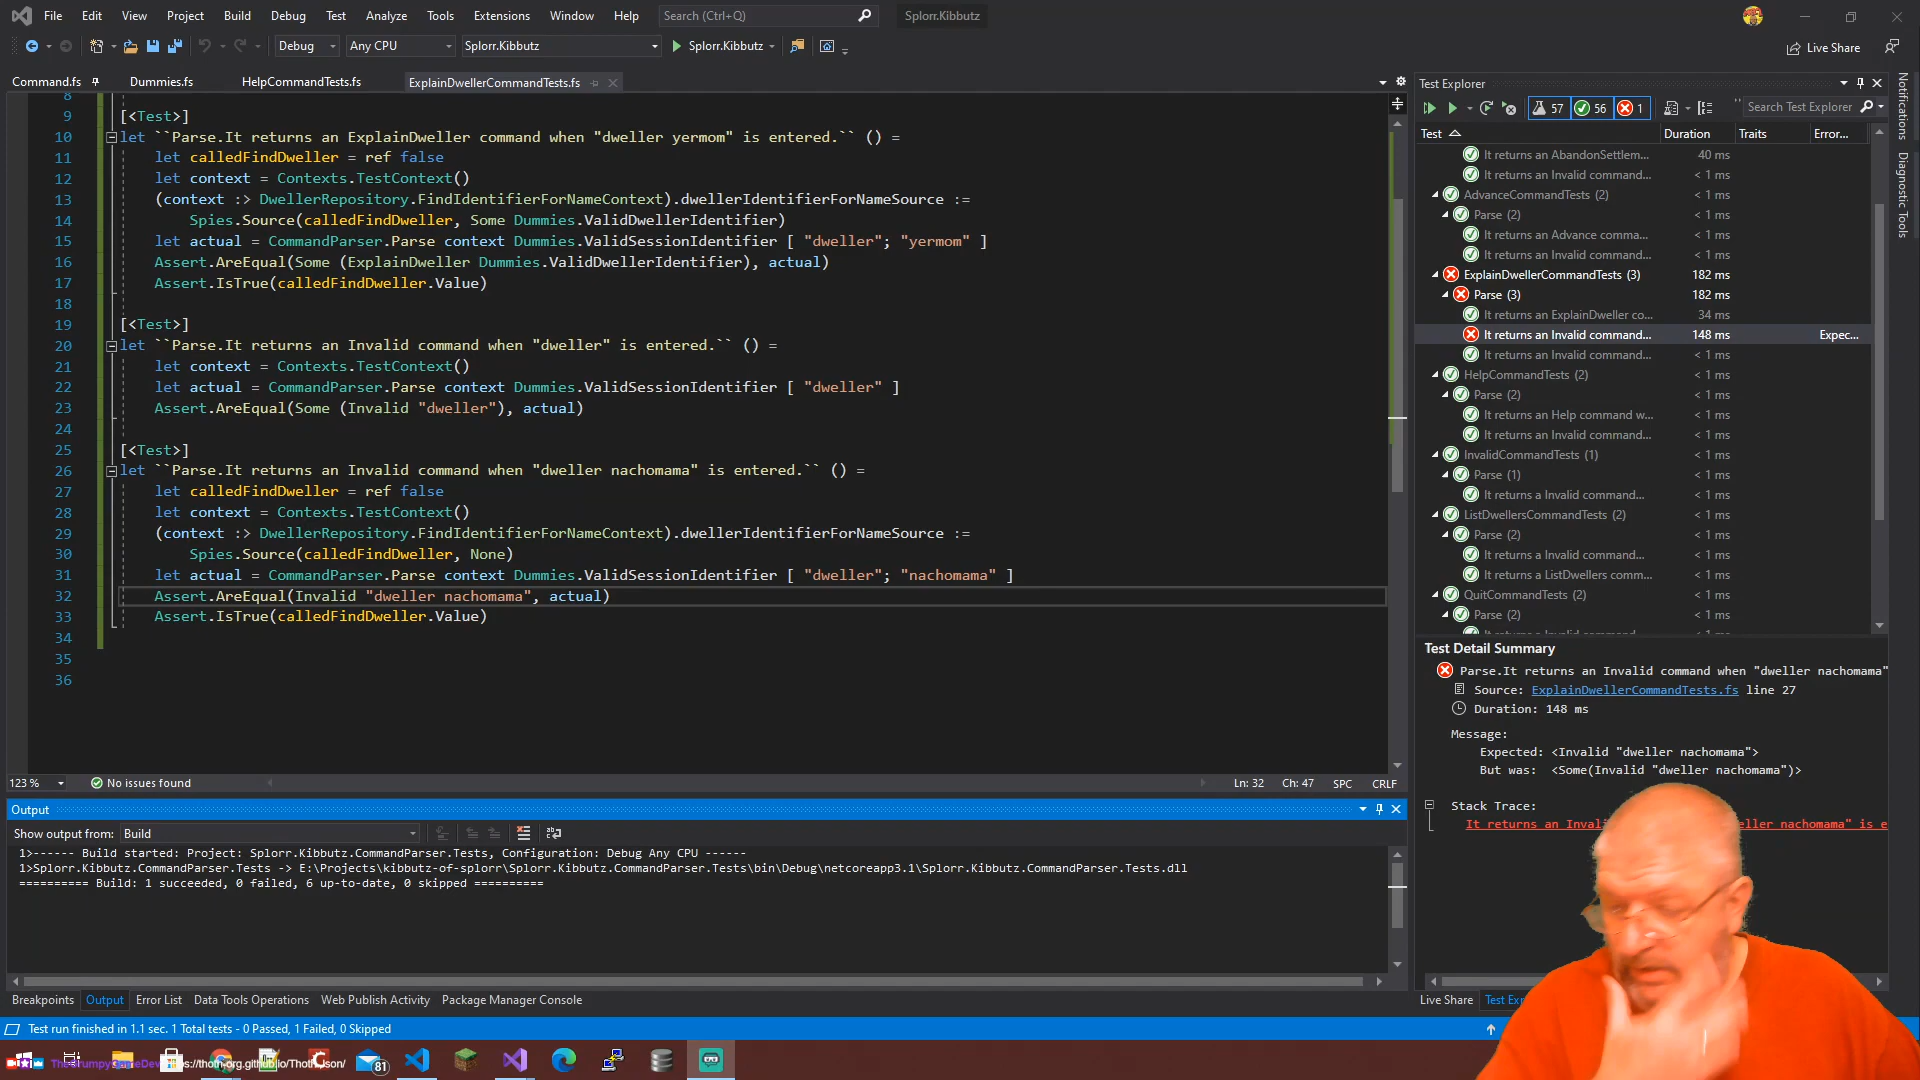 File Edit View Project Build Debug Test Analyze Tools Extensions Window Help Search (Ctrl+Q) Splorr.Kibbutz
Debug Any CPU Splorr.Kibbutz Splorr.Kibbutz Live Share
Command.fs Dummies.fs HelpCommandTests.fs ExplainDwellerCommandTests.fs
8
9 [<Test>]
10 let ``Parse.It returns an ExplainDweller command when "dweller yermom" is entered.`` () =
11 let calledFindDweller = ref false
12 let context = Contexts.TestContext()
13 (context :> DwellerRepository.FindIdentifierForNameContext).dwellerIdentifierForNameSource :=
14 Spies.Source(calledFindDweller, Some Dummies.ValidDwellerIdentifier)
15 let actual = CommandParser.Parse context Dummies.ValidSessionIdentifier [ "dweller"; "yermom" ]
16 Assert.AreEqual(Some (ExplainDweller Dummies.ValidDwellerIdentifier), actual)
17 Assert.IsTrue(calledFindDweller.Value)
18
19 [<Test>]
20 let ``Parse.It returns an Invalid command when "dweller" is entered.`` () =
21 let context = Contexts.TestContext()
22 let actual = CommandParser.Parse context Dummies.ValidSessionIdentifier [ "dweller" ]
23 Assert.AreEqual(Some (Invalid "dweller"), actual)
24
25 [<Test>]
26 let ``Parse.It returns an Invalid command when "dweller nachomama" is entered.`` () =
27 let calledFindDweller = ref false
28 let context = Contexts.TestContext()
29 (context :> DwellerRepository.FindIdentifierForNameContext).dwellerIdentifierForNameSource :=
30 Spies.Source(calledFindDweller, None)
31 let actual = CommandParser.Parse context Dummies.ValidSessionIdentifier [ "dweller"; "nachomama" ]
32 Assert.AreEqual(Invalid "dweller nachomama", actual)
33 Assert.IsTrue(calledFindDweller.Value)
34
35
36
123 % No issues found Ln: 32 Ch: 47 SPC CRLF
Output
Show output from: Build
1>------ Build started: Project: Splorr.Kibbutz.CommandParser.Tests, Configuration: Debug Any CPU ------
1>Splorr.Kibbutz.CommandParser.Tests -> E:\Projects\kibbutz-of-splorr\Splorr.Kibbutz.CommandParser.Tests\bin\Debug\netcoreapp3.1\Splorr.Kibbutz.CommandParser.Tests.dll
========== Build: 1 succeeded, 0 failed, 6 up-to-date, 0 skipped ==========
Breakpoints Output Error List Data Tools Operations Web Publish Activity Package Manager Console
Test Explorer
57 56 1 Search Test Explorer
Test Duration Traits Error...
It returns an AbandonSettlem... 40 ms
It returns an Invalid command... < 1 ms
AdvanceCommandTests (2) < 1 ms
Parse (2) < 1 ms
It returns an Advance comma... < 1 ms
It returns an Invalid command... < 1 ms
ExplainDwellerCommandTests (3) 182 ms
Parse (3) 182 ms
It returns an ExplainDweller co... 34 ms
It returns an Invalid command... 148 ms Expec...
It returns an Invalid command... < 1 ms
HelpCommandTests (2) < 1 ms
Parse (2) < 1 ms
It returns an Help command w... < 1 ms
It returns an Invalid command... < 1 ms
InvalidCommandTests (1) < 1 ms
Parse (1) < 1 ms
It returns a Invalid command... < 1 ms
ListDwellersCommandTests (2) < 1 ms
Parse (2) < 1 ms
It returns a Invalid command... < 1 ms
It returns a ListDwellers comm... < 1 ms
QuitCommandTests (2) < 1 ms
Parse (2) < 1 ms
Test Detail Summary
Parse.It returns an Invalid command when "dweller nachomama"
Source: ExplainDwellerCommandTests.fs line 27
Duration: 148 ms
Message:
Expected: <Invalid "dweller nachomama">
But was: <Some(Invalid "dweller nachomama")>
Stack Trace:
It returns an Invali dweller nachomama" is e
Live Share Test Exp
Notifications
Diagnostic Tools
Test run finished in 1.1 sec. 1 Total tests - 0 Passed, 1 Failed, 0 Skipped
81